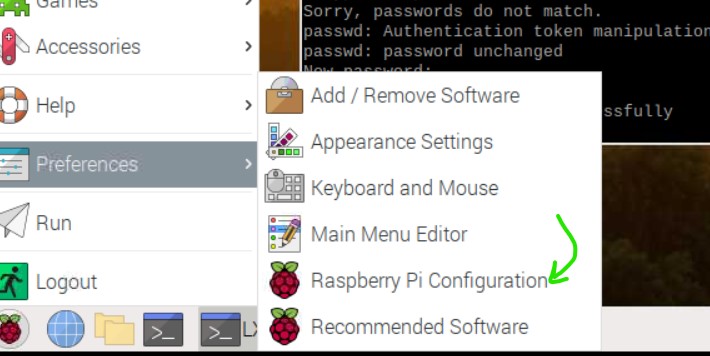 Games
Sorry, passwords do not match.
passwd: Authentication token manipulation
passwd: password unchanged
New password:
ssfully
Accessories
Help
Preferences
Run
Logout
Add / Remove Software
Appearance Settings
Keyboard and Mouse
Main Menu Editor
Raspberry Pi Configuration
Recommended Software
LX